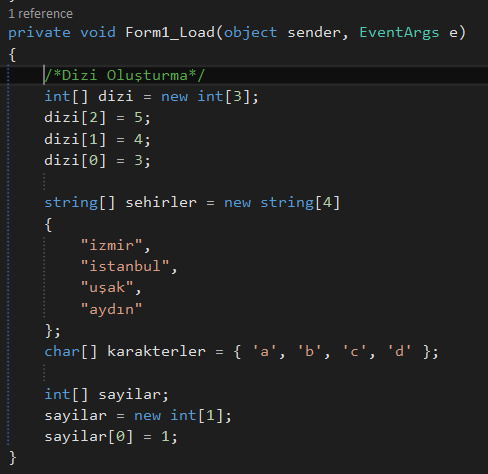 1 reference
private void Form1_Load(object sender, EventArgs e)
{
/*Dizi Oluşturma*/
int[] dizi = new int[3];
dizi[2] = 5;
dizi[1] = 4;
dizi[0] = 3;
string[] sehirler = new string[4]
{
"izmir",
"istanbul",
"uşak",
"aydın"
};
char[] karakterler = { 'a', 'b', 'c', 'd' };
int[] sayilar;
sayilar = new int[1];
sayilar[0] = 1;
}